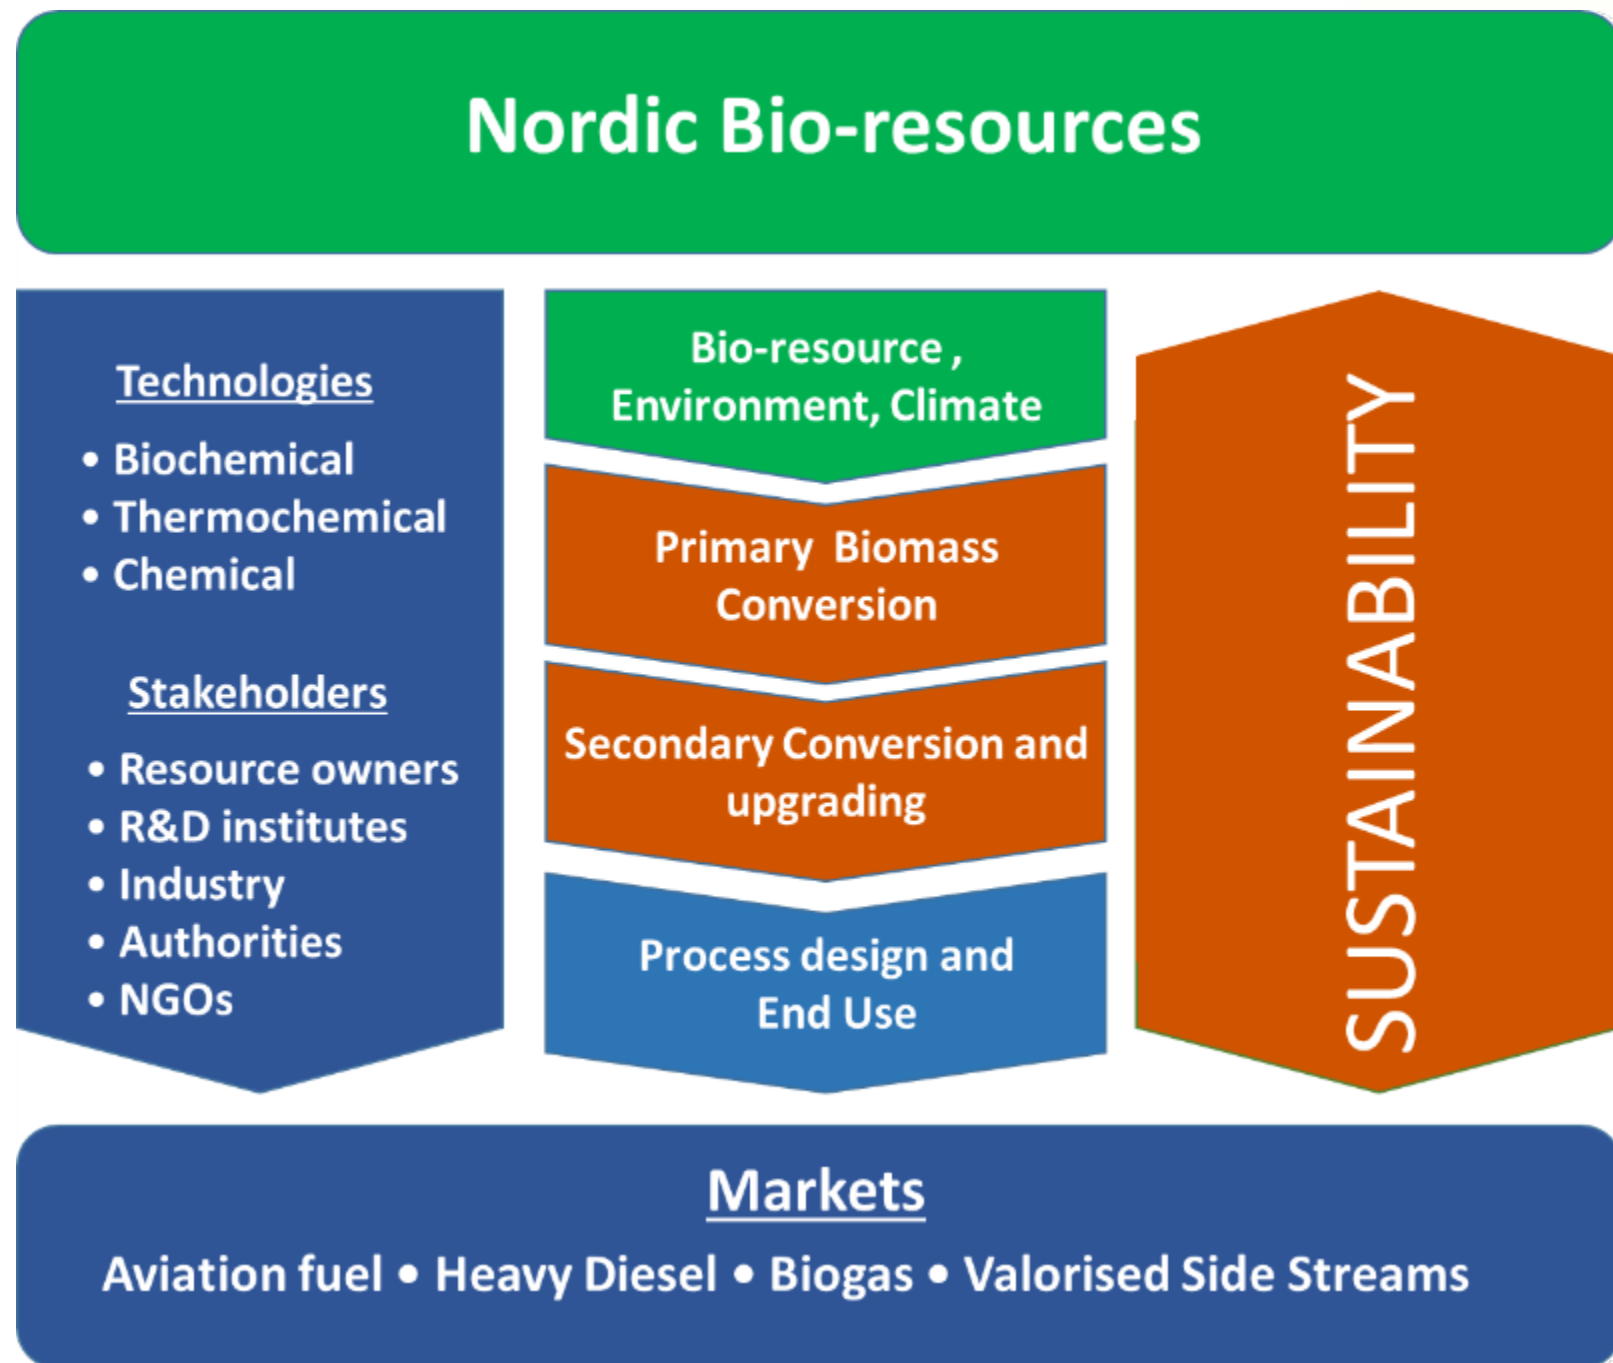 Nordic Bio-resources
Technologies
• Biochemical
• Thermochemical
• Chemical
Stakeholders
• Resource owners
• R&D institutes
• Industry
• Authorities
• NGOs
Bio-resource ,
Environment, Climate
Primary  Biomass
Conversion
Secondary Conversion and
upgrading
Process design and
End Use
SUSTAINABILITY
Markets
Aviation fuel • Heavy Diesel • Biogas • Valorised Side Streams